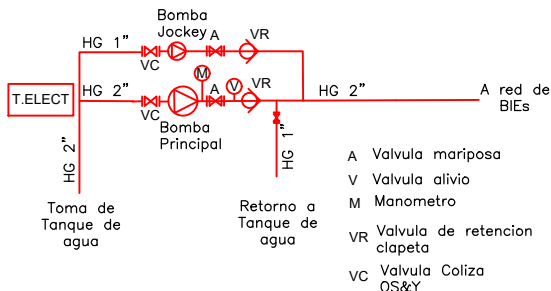 Bomba
Jockey
A
VR
HG 1"
VC
T.ELECT
HG 2"
M
V
VR
A
VC
Bomba
Principal
HG 2"
A red de
BIEs
HG 2"
HG 1"
Toma de
Tanque de
agua
Retorno a
Tanque de
agua
A Valvula mariposa
V Valvula alivio
M Manometro
VR Valvula de retencion
clapeta
VC Valvula Coliza
OS&Y